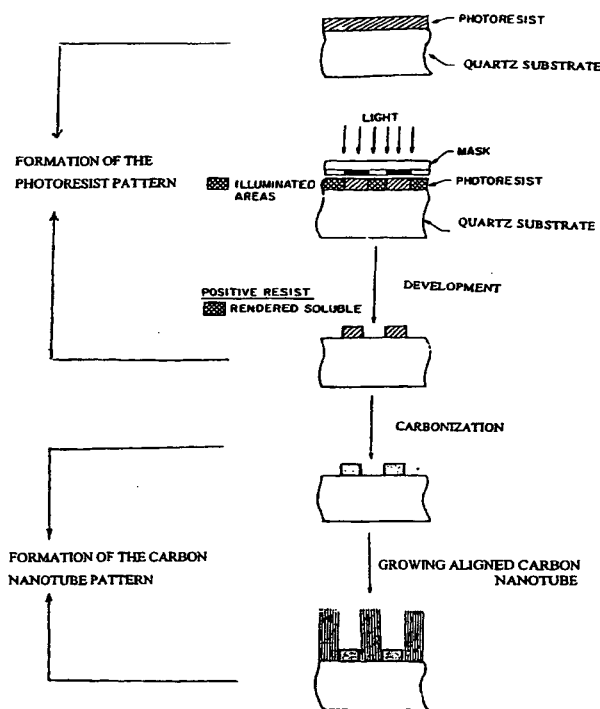 PHOTORESIST
QUARTZ SUBSTRATE
LIGHT
MASK
FORMATION OF THE
PHOTORESIST PATTERN
ILLUMINATED
AREAS
PHOTORESIST
QUARTZ SUBSTRATE
DEVELOPMENT
POSITIVE RESIST
RENDERED SOLUBLE
CARBONIZATION
FORMATION OF THE CARBON
NANOTUBE PATTERN
GROWING ALIGNED CARBON
NANOTUBE